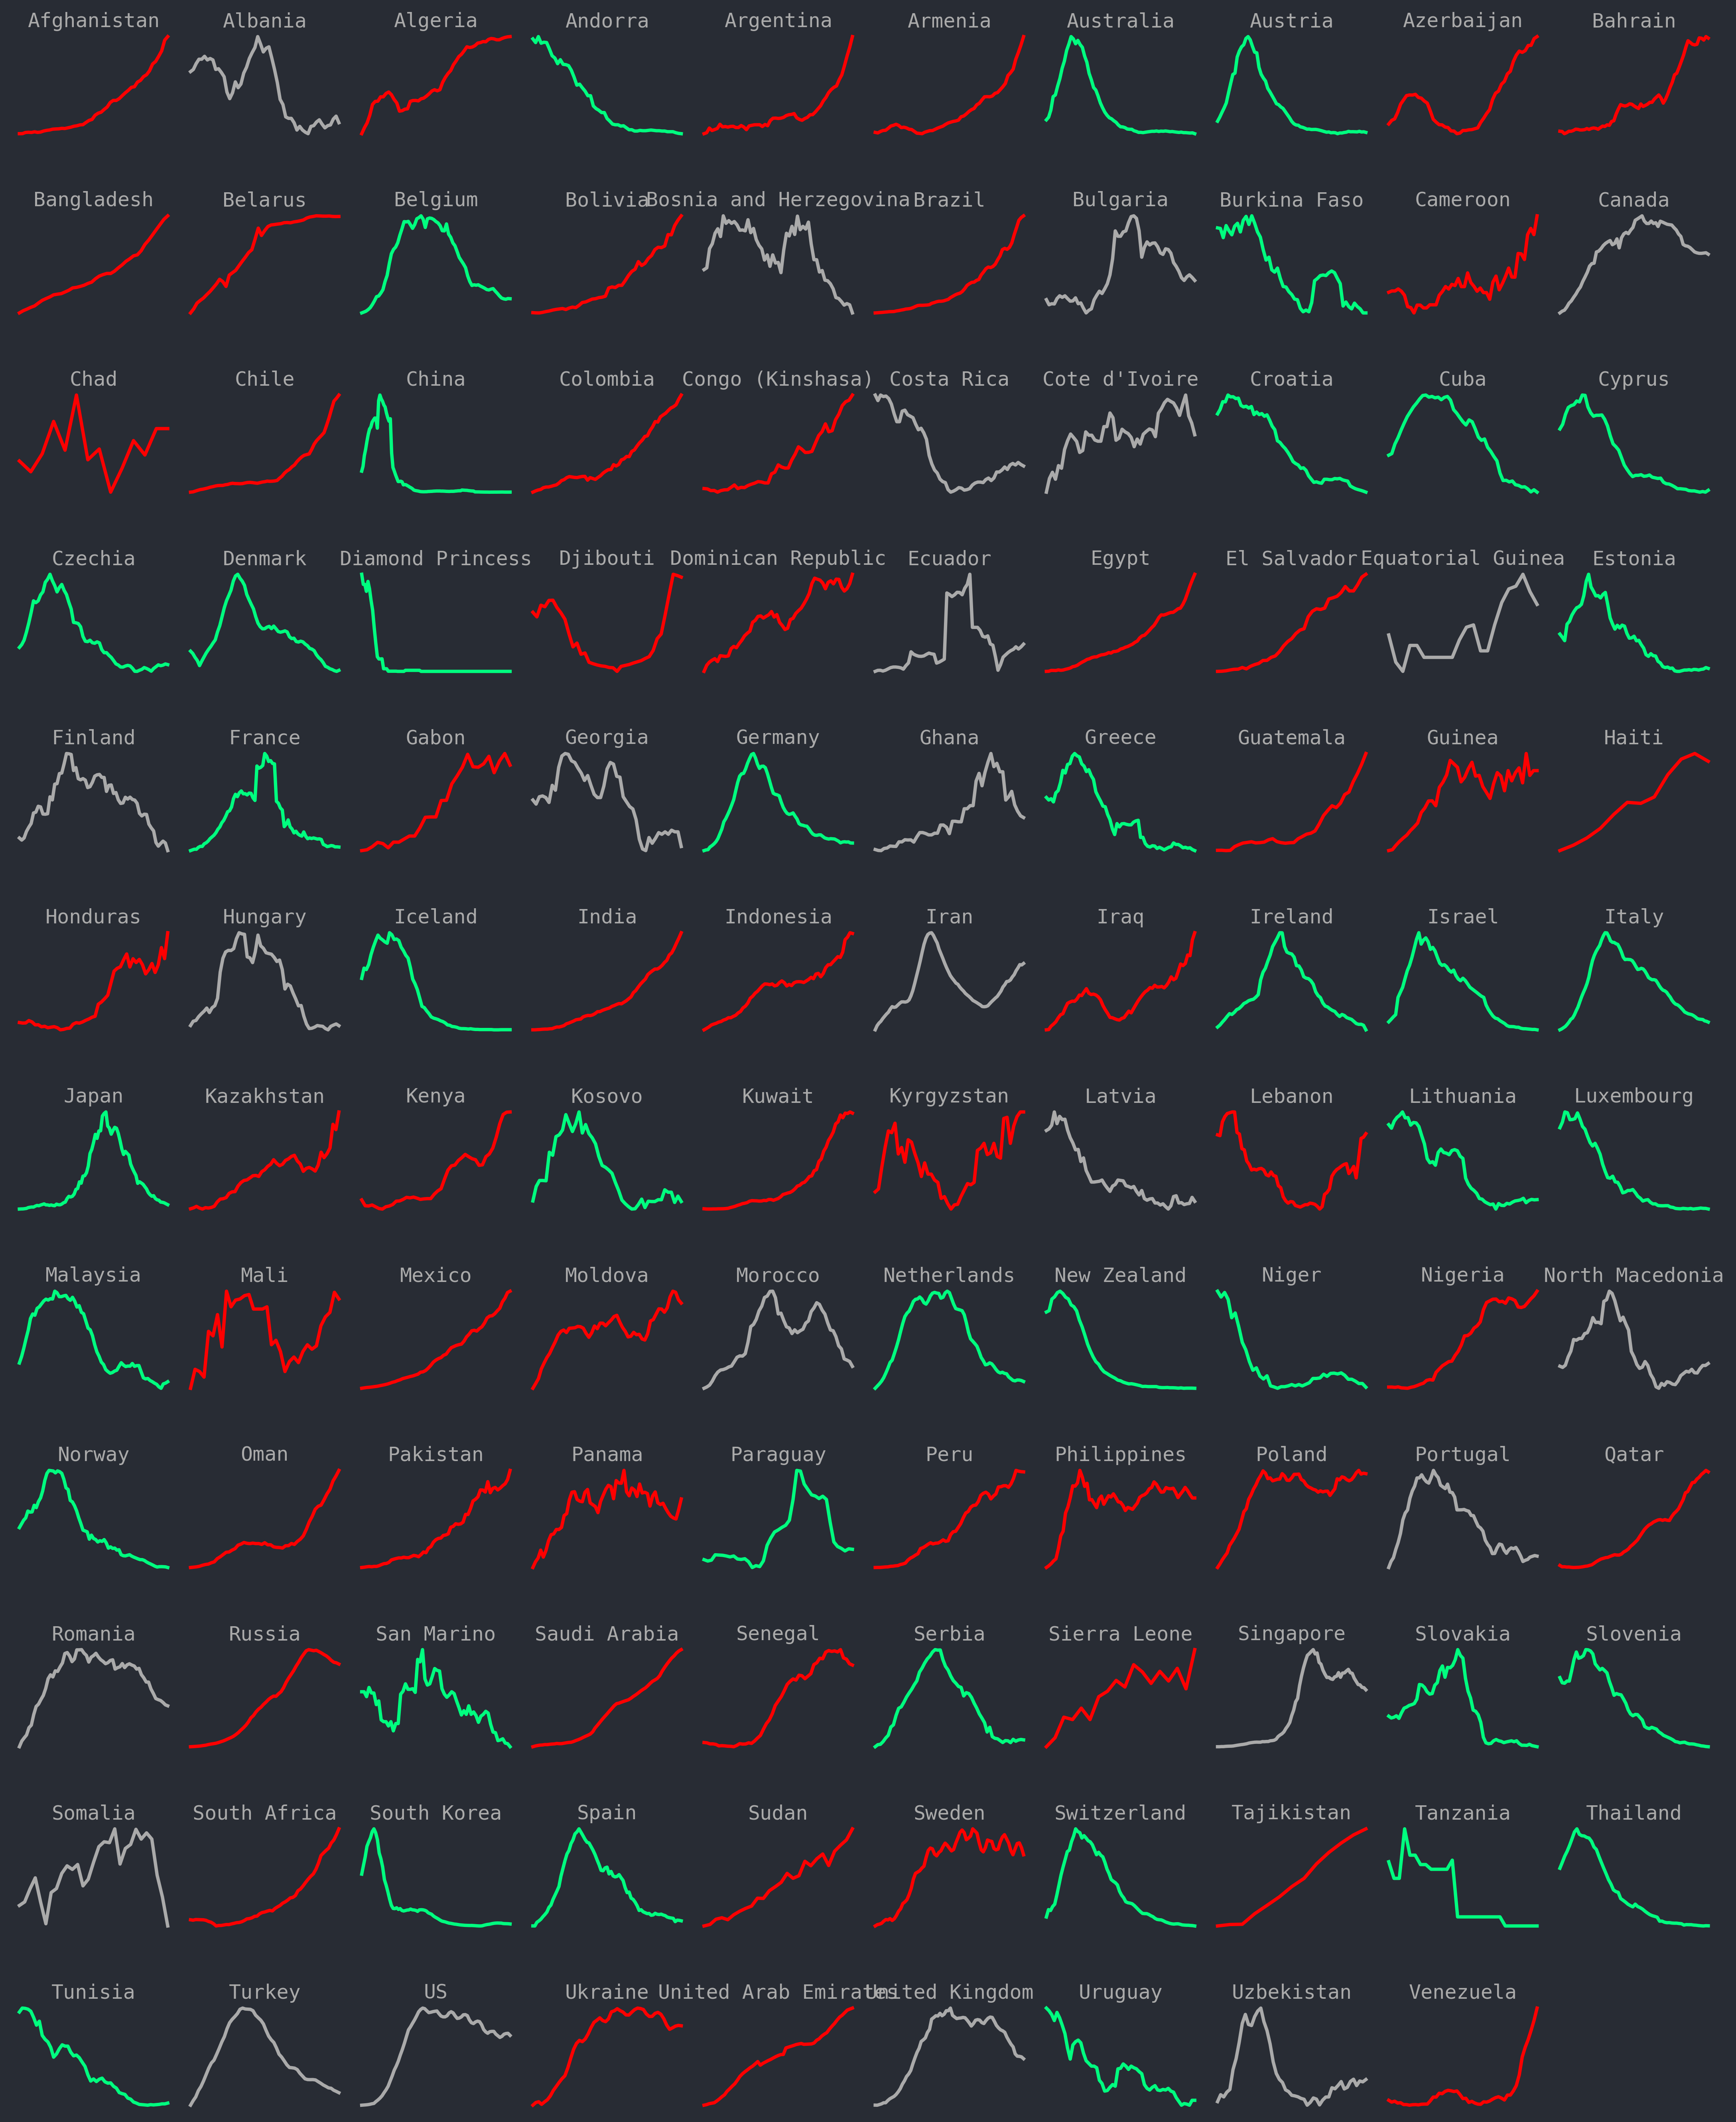 Afghanistan Albania Algeria Andorra Argentina Armenia Australia Austria Azerbaijan Bahrain
Bangladesh Belarus Belgium Bolivia Bosnia and Herzegovina Brazil Bulgaria Burkina Faso Cameroon Canada
Chad Chile China Colombia Congo (Kinshasa) Costa Rica Cote d'Ivoire Croatia Cuba Cyprus
Czechia Denmark Diamond Princess Djibouti Dominican Republic Ecuador Egypt El Salvador Equatorial Guinea Estonia
Finland France Gabon Georgia Germany Ghana Greece Guatemala Guinea Haiti
Honduras Hungary Iceland India Indonesia Iran Iraq Ireland Israel Italy
Japan Kazakhstan Kenya Kosovo Kuwait Kyrgyzstan Latvia Lebanon Lithuania Luxembourg
Malaysia Mali Mexico Moldova Morocco Netherlands New Zealand Niger Nigeria North Macedonia
Norway Oman Pakistan Panama Paraguay Peru Philippines Poland Portugal Qatar
Romania Russia San Marino Saudi Arabia Senegal Serbia Sierra Leone Singapore Slovakia Slovenia
Somalia South Africa South Korea Spain Sudan Sweden Switzerland Tajikistan Tanzania Thailand
Tunisia Turkey US Ukraine United Arab Emirates United Kingdom Uruguay Uzbekistan Venezuela